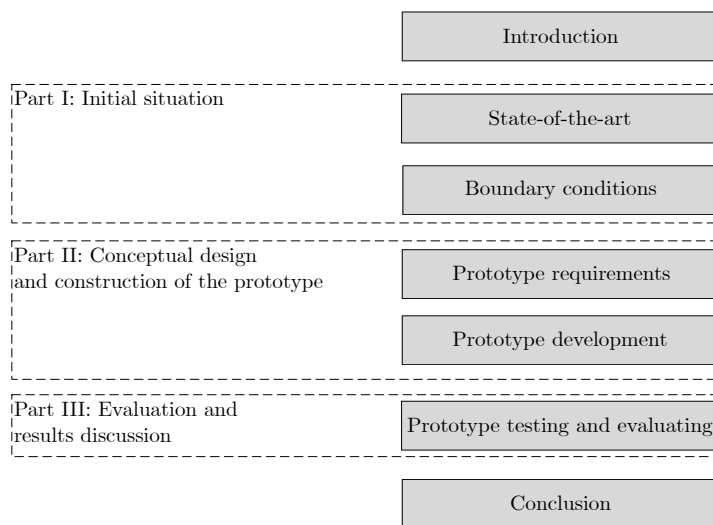 Introduction
Part I: Initial situation
State-of-the-art
Boundary conditions
Part II: Conceptual design
and construction of the prototype
Prototype requirements
Prototype development
Part III: Evaluation and
results discussion
Prototype testing and evaluating
Conclusion